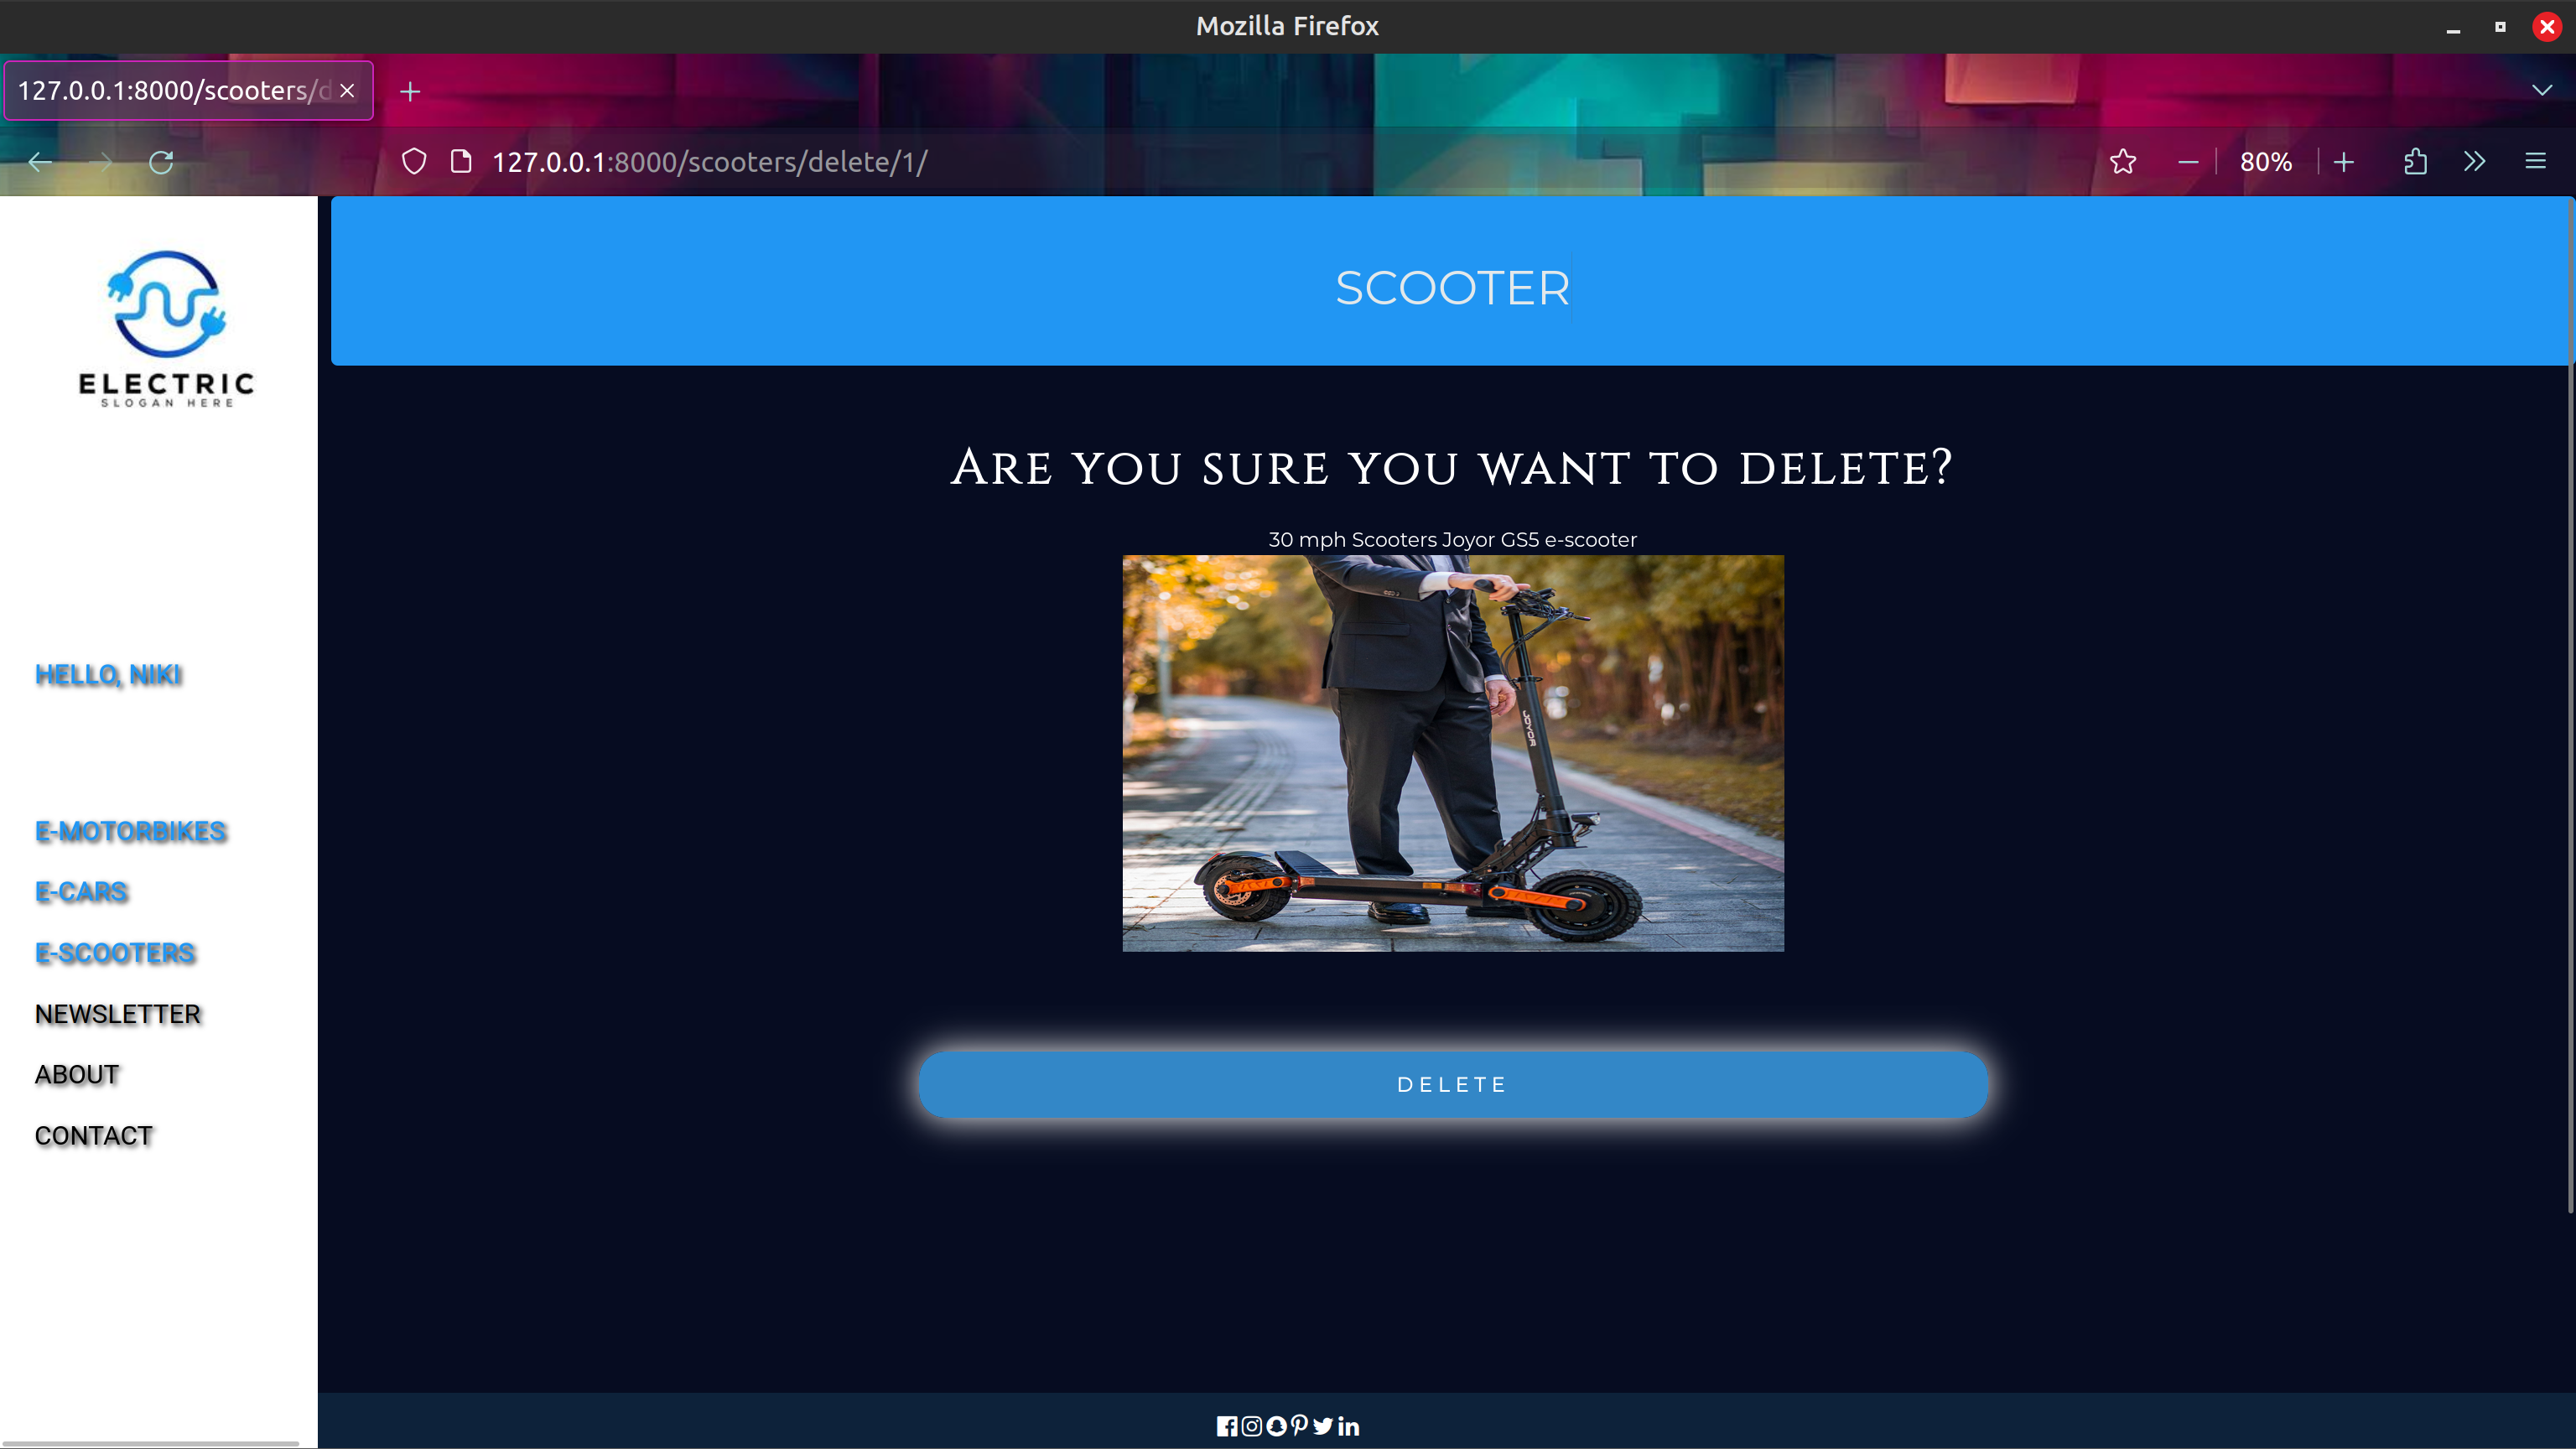 Mozilla Firefox
127.0.0.1:8000/scooters/d
127.0.0.1:8000/scooters/delete/1/
80%
ELECTRIC
SLOGAN HERE
HELLO, NIKI
E-MOTORBIKES
E-CARS
E-SCOOTERS
NEWSLETTER
ABOUT
CONTACT
SCOOTER
ARE YOU SURE YOU WANT TO DELETE?
30 mph Scooters Joyor GS5 e-scooter
JOYOR
DELETE